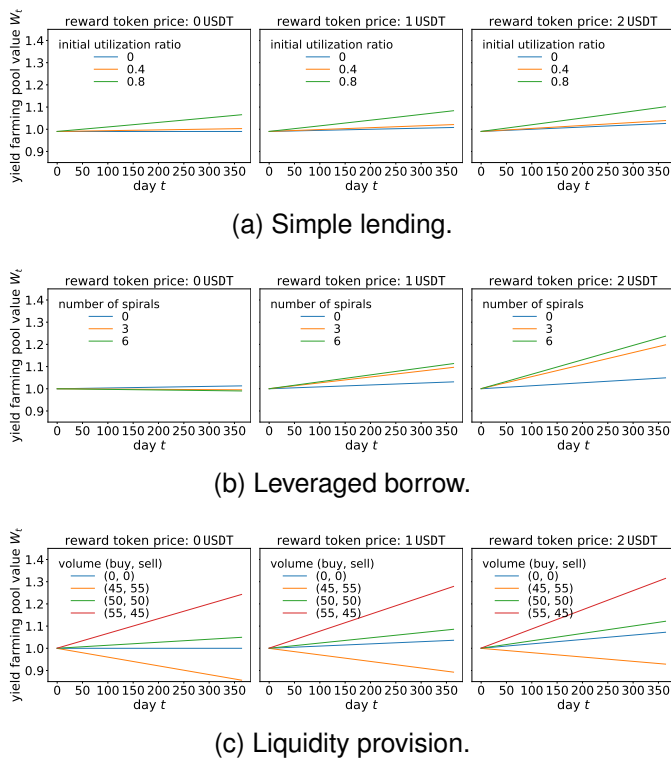 reward token price: 0 USDT
reward token price: 1 USDT
reward token price: 2 USDT
yield farming pool value Wt
1.4
1.3
1.2
1.1
1.0
0.9
initial utilization ratio
0
0.4
0.8
initial utilization ratio
0
0.4
0.8
initial utilization ratio
0
0.4
0.8
0 50 100 150 200 250 300 350
0 50 100 150 200 250 300 350
0 50 100 150 200 250 300 350
day t
day t
day t
(a) Simple lending.
reward token price: 0 USDT
reward token price: 1 USDT
reward token price: 2 USDT
yield farming pool value Wt
1.4
1.3
1.2
1.1
1.0
0.9
number of spirals
0
3
6
number of spirals
0
3
6
number of spirals
0
3
6
0 50 100 150 200 250 300 350
0 50 100 150 200 250 300 350
0 50 100 150 200 250 300 350
day t
day t
day t
(b) Leveraged borrow.
reward token price: 0 USDT
reward token price: 1 USDT
reward token price: 2 USDT
yield farming pool value Wt
1.4
1.3
1.2
1.1
1.0
0.9
volume (buy, sell)
(0, 0)
(45, 55)
(50, 50)
(55, 45)
volume (buy, sell)
(0, 0)
(45, 55)
(50, 50)
(55, 45)
volume (buy, sell)
(0, 0)
(45, 55)
(50, 50)
(55, 45)
0 50 100 150 200 250 300 350
0 50 100 150 200 250 300 350
0 50 100 150 200 250 300 350
day t
day t
day t
(c) Liquidity provision.